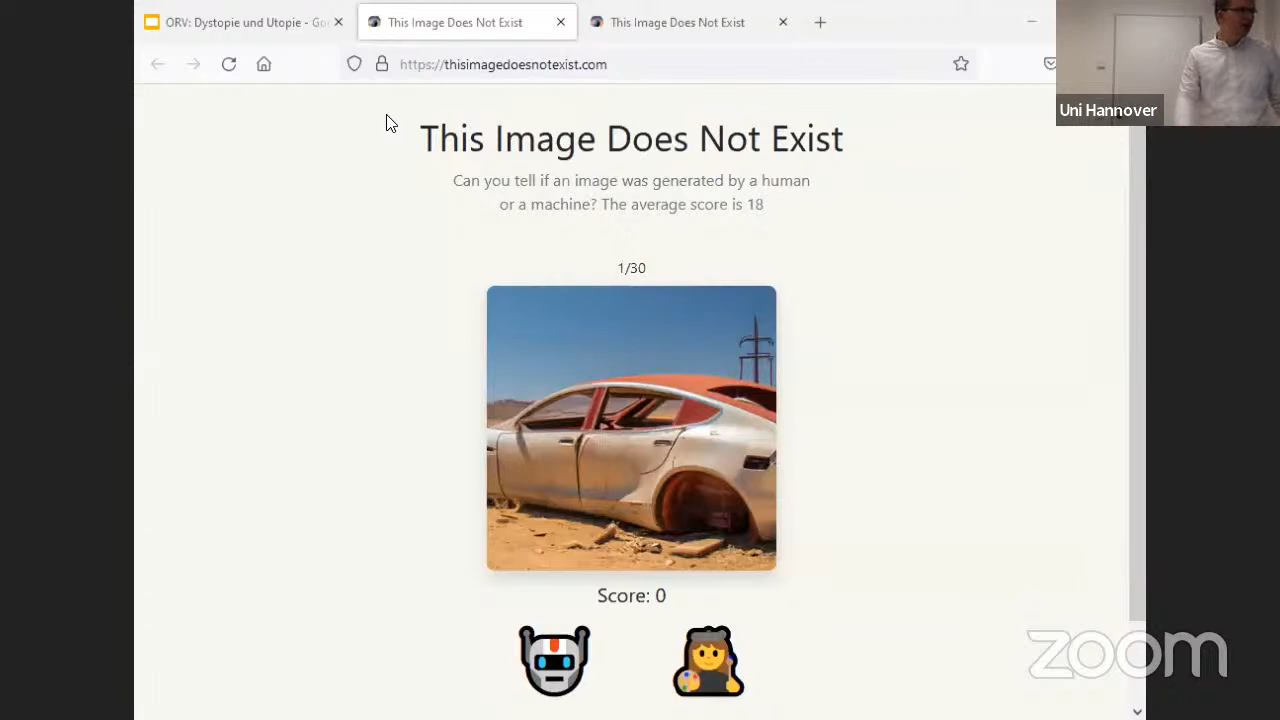 ORV: Dystopie und Utopie - Goo
This Image Does Not Exist
This Image Does Not Exist
https://thisimagedoesnotexist.com
Uni Hannover
This Image Does Not Exist
Can you tell if an image was generated by a human
or a machine? The average score is 18
1/30
Score: 0
zoom